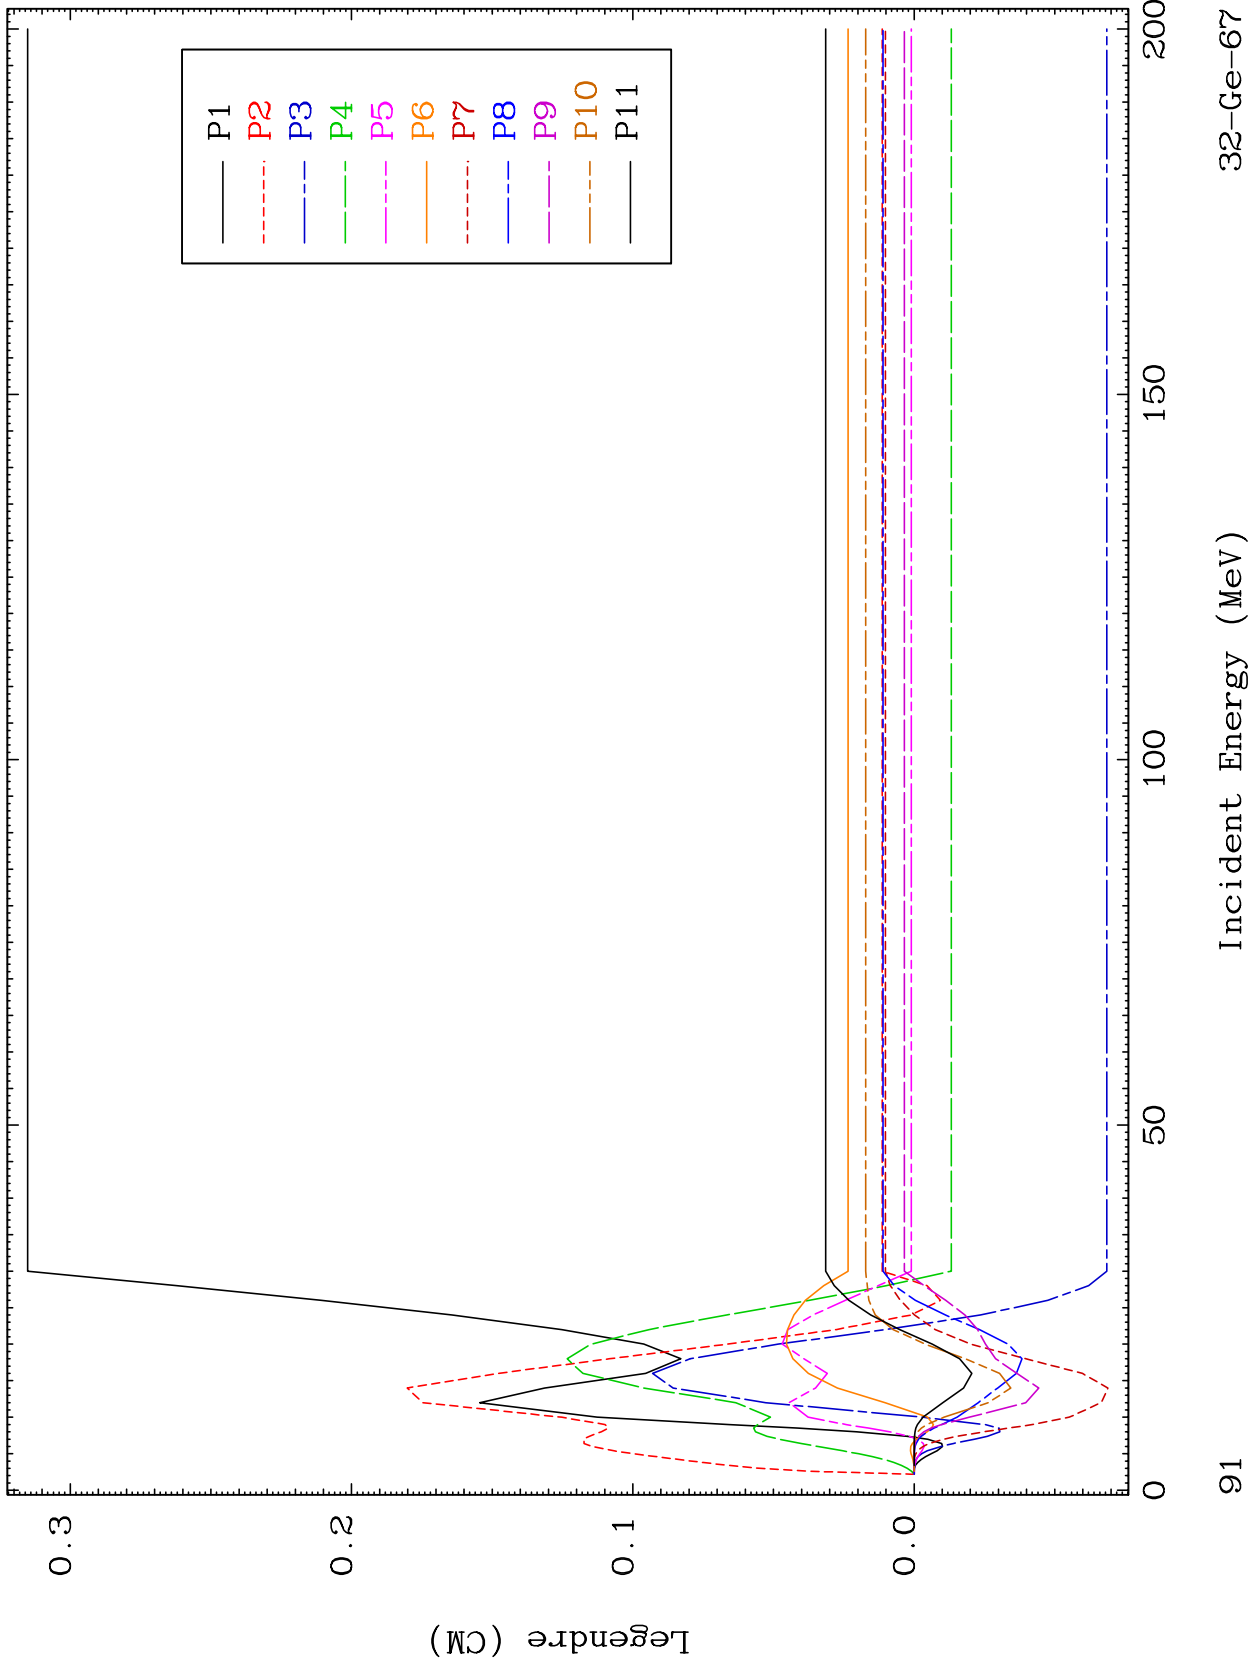 0.3
0.2
0.1
0.0
Legendre (CM)
P1
P2
P3
P4
P5
P6
P7
P8
P9
P10
P11
0
50
100
150
200
91
Incident Energy (MeV)
32-Ge-67